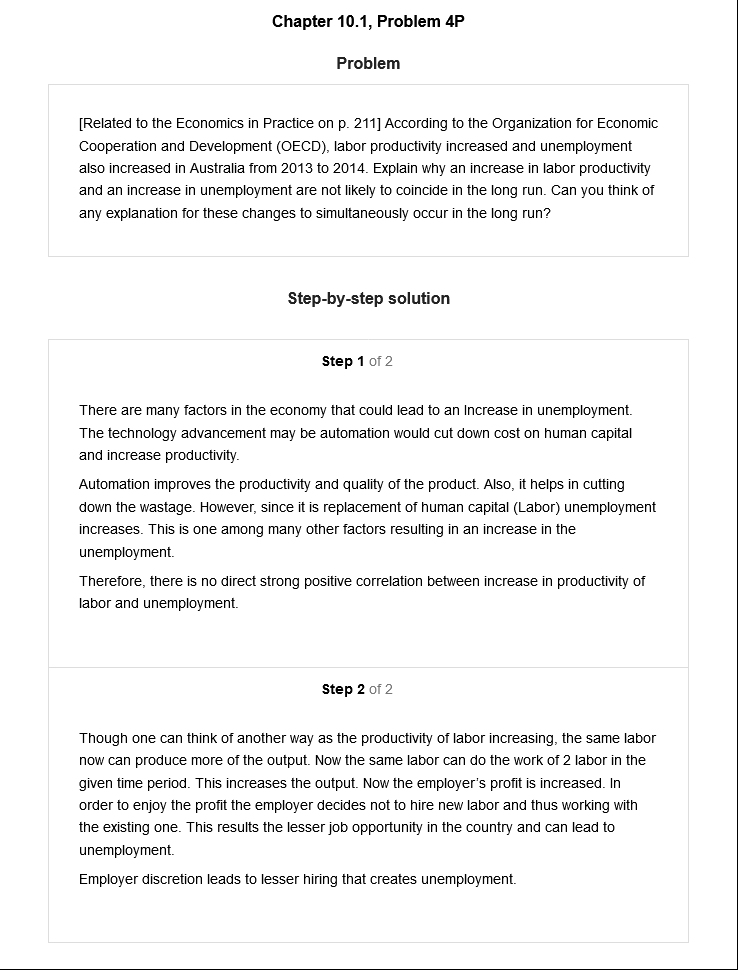 Chapter 10.1, Problem 4P
Problem
[Related to the Economics in Practice on p. 211] According to the Organization for Economic
Cooperation and Development (OECD), labor productivity increased and unemployment
also increased in Australia from 2013 to 2014. Explain why an increase in labor productivity
and an increase in unemployment are not likely to coincide in the long run. Can you think of
any explanation for these changes to simultaneously occur in the long run?
Step-by-step solution
Step 1 of 2
There are many factors in the economy that could lead to an Increase in unemployment.
The technology advancement may be automation would cut down cost on human capital
and increase productivity.
Automation improves the productivity and quality of the product. Also, it helps in cutting
down the wastage. However, since it is replacement of human capital (Labor) unemployment
increases. This is one among many other factors resulting in an increase in the
unemployment.
Therefore, there is no direct strong positive correlation between increase in productivity of
labor and unemployment.
Step 2 of 2
Though one can think of another way as the productivity of labor increasing, the same labor
now can produce more of the output. Now the same labor can do the work of 2 labor in the
given time period. This increases the output. Now the employer's profit is increased. In
order to enjoy the profit the employer decides not to hire new labor and thus working with
the existing one. This results the lesser job opportunity in the country and can lead to
unemployment.
Employer discretion leads to lesser hiring that creates unemployment.